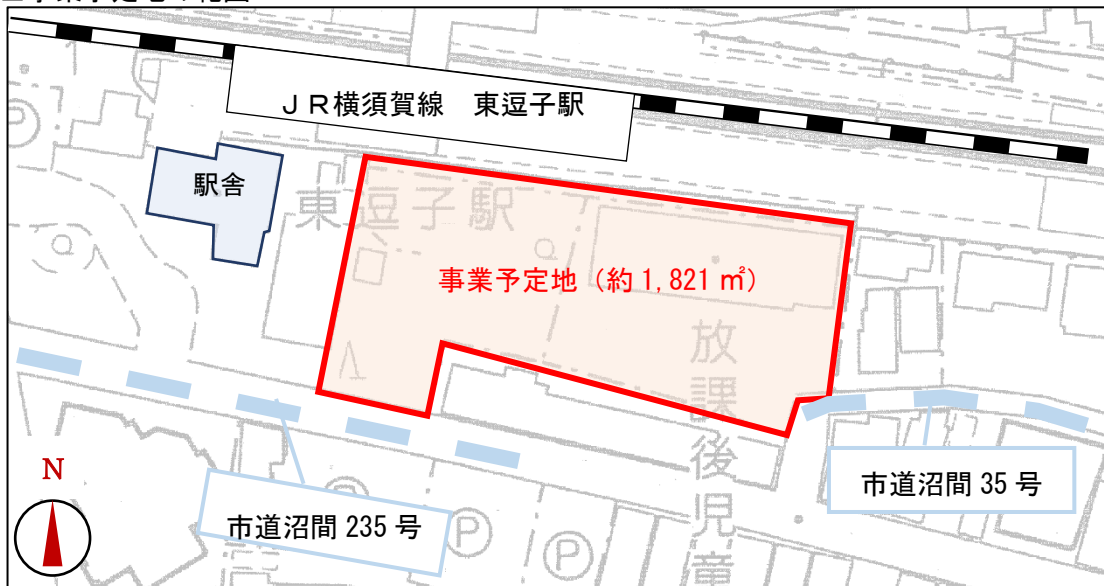 ＪＲ横須賀線　東逗子駅
駅舎
東逗子駅
事業予定地（約 1,821 ㎡）
放課後児童
市道沼間 35 号
市道沼間 235 号
N
P
P